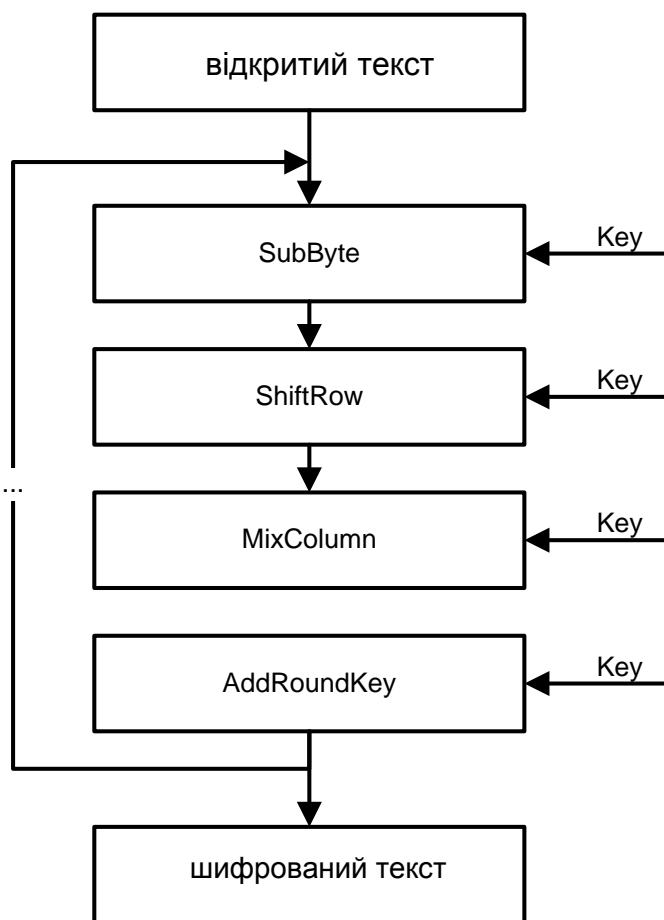 відкритий текст
SubByte
Key
ShiftRow
Key
...
MixColumn
Key
AddRoundKey
Key
шифрований текст